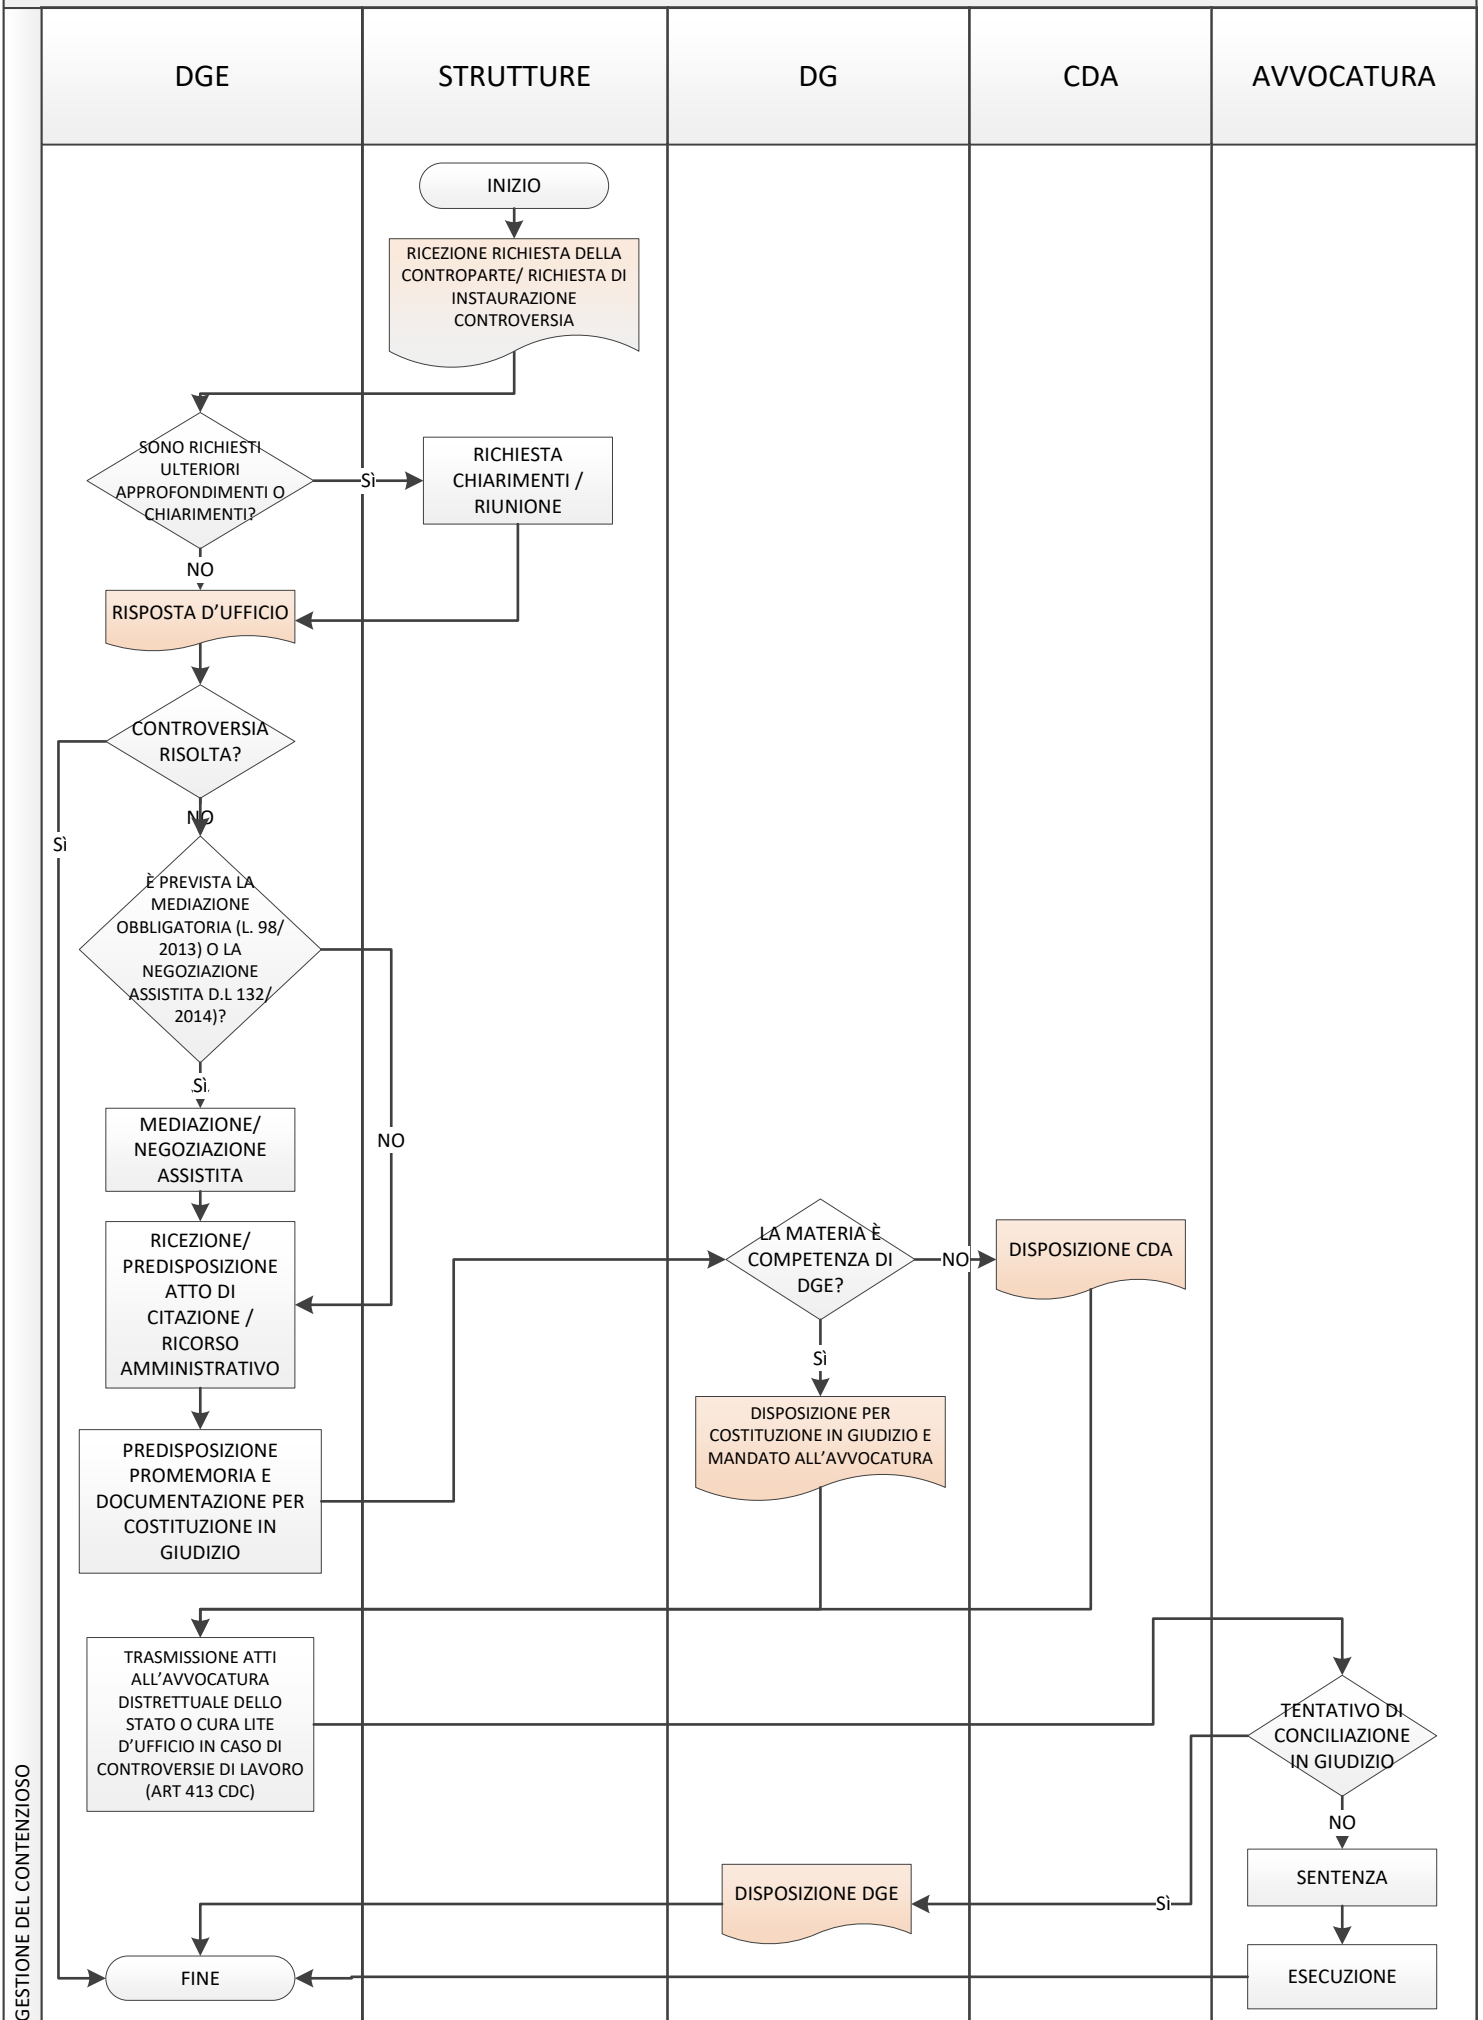 DGE
STRUTTURE
DG
CDA
AVVOCATURA
INIZIO
RICEZIONE RICHIESTA DELLA
CONTROPARTE/ RICHIESTA DI
INSTAURAZIONE
CONTROVERSIA
SONO RICHIESTI
ULTERIORI
APPROFONDIMENTI O
CHIARIMENTI?
Sì
RICHIESTA
CHIARIMENTI /
RIUNIONE
NO
RISPOSTA D'UFFICIO
CONTROVERSIA
RISOLTA?
NO
Sì
È PREVISTA LA
MEDIAZIONE
OBBLIGATORIA (L. 98/
2013) O LA
NEGOZIAZIONE
ASSISTITA D.L 132/
2014)?
Sì
NO
MEDIAZIONE/
NEGOZIAZIONE
ASSISTITA
RICEZIONE/
PREDISPOSIZIONE
ATTO DI
CITAZIONE /
RICORSO
AMMINISTRATIVO
LA MATERIA È
COMPETENZA DI
DGE?
NO
DISPOSIZIONE CDA
Sì
DISPOSIZIONE PER
COSTITUZIONE IN GIUDIZIO E
MANDATO ALL'AVVOCATURA
PREDISPOSIZIONE
PROMEMORIA E
DOCUMENTAZIONE PER
COSTITUZIONE IN
GIUDIZIO
TRASMISSIONE ATTI
ALL'AVVOCATURA
DISTRETTUALE DELLO
STATO O CURA LITE
D'UFFICIO IN CASO DI
CONTROVERSIE DI LAVORO
(ART 413 CDC)
TENTATIVO DI
CONCILIAZIONE
IN GIUDIZIO
NO
SENTENZA
Sì
DISPOSIZIONE DGE
ESECUZIONE
FINE
GESTIONE DEL CONTENZIOSO